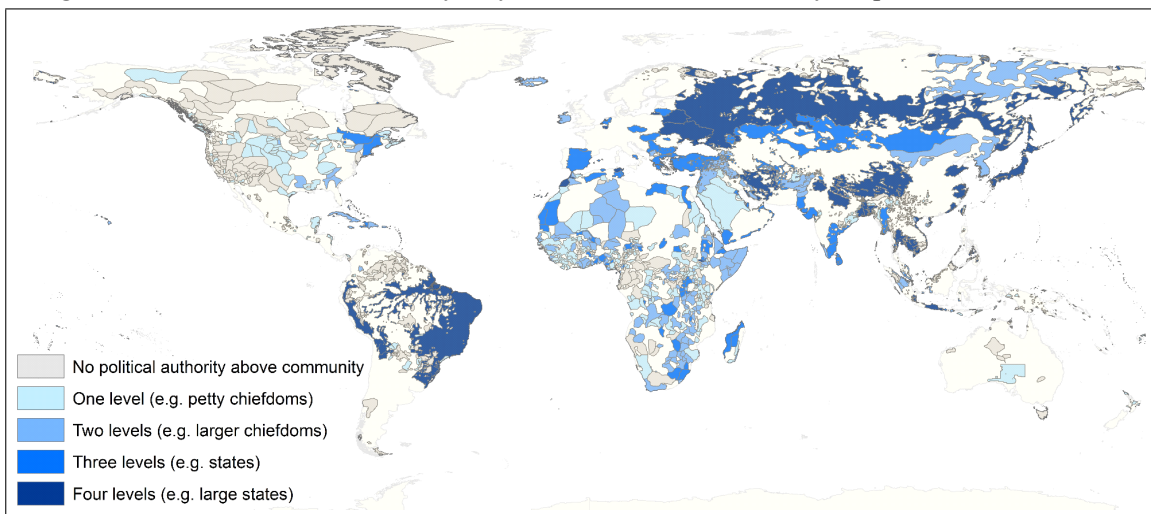 No political authority above community
One level (e.g. petty chiefdoms)
Two levels (e.g. larger chiefdoms)
Three levels (e.g. states)
Four levels (e.g. large states)